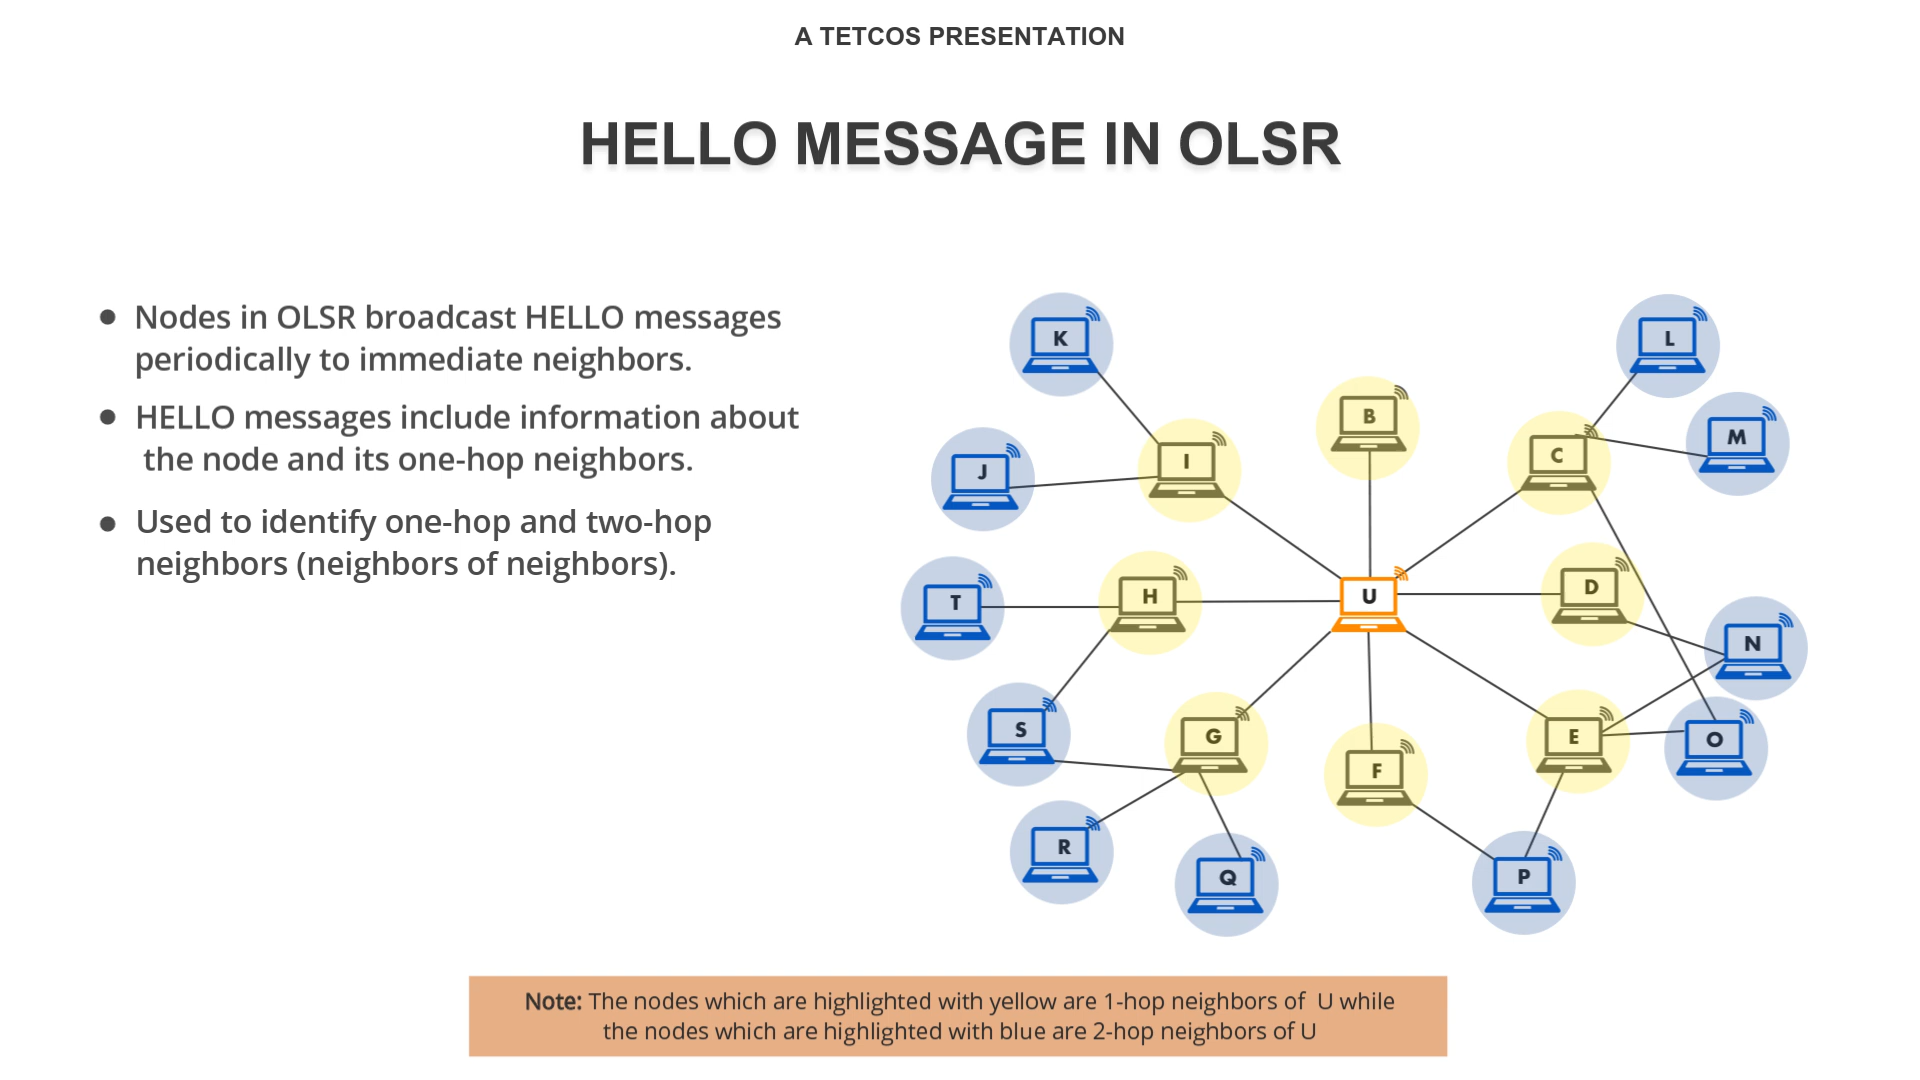 A TETCOS PRESENTATION
HELLO MESSAGE IN OLSR
● Nodes in OLSR broadcast HELLO messages
periodically to immediate neighbors.
● HELLO messages include information about
the node and its one-hop neighbors.
● Used to identify one-hop and two-hop
neighbors (neighbors of neighbors).
K
L
B
M
I
C
J
T
H
U
D
N
S
G
F
E
O
R
Q
P
Note: The nodes which are highlighted with yellow are 1-hop neighbors of U while
the nodes which are highlighted with blue are 2-hop neighbors of U